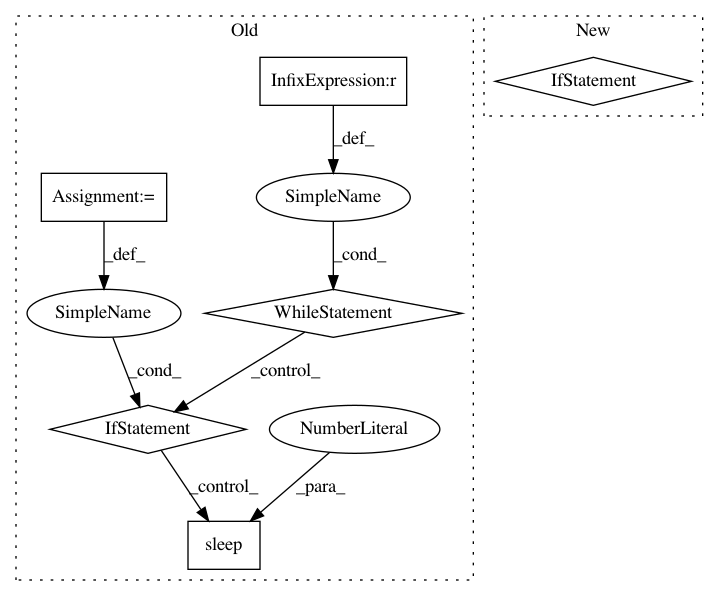 Old
New
InfixExpression:r
IfStatement
_def_
Assignment:=
SimpleName
_def_
_cond_
SimpleName
WhileStatement
_cond_
_control_
IfStatement
NumberLiteral
_control_
_para_
sleep